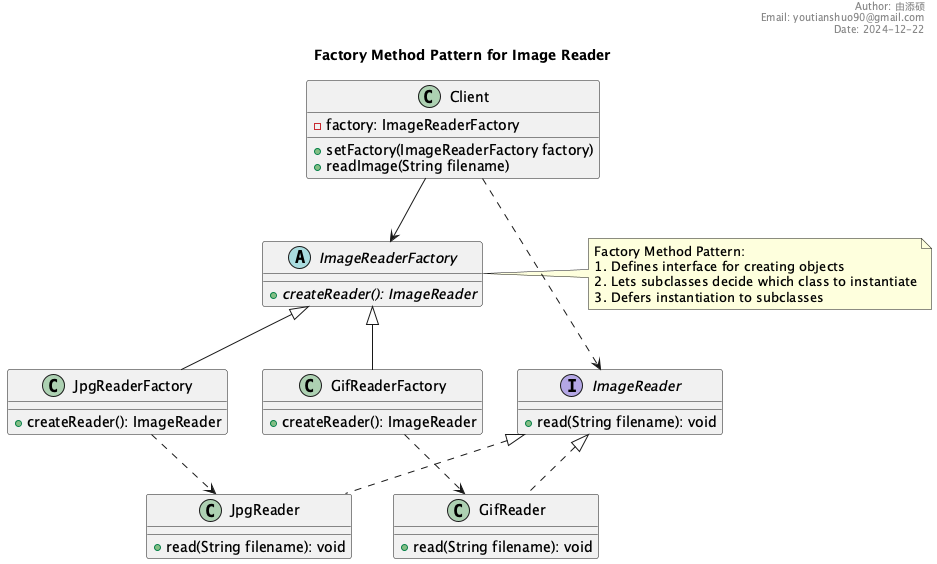 Author: 由添硕
Email: youtianshuo90@gmail.com
Date: 2024-12-22
Factory Method Pattern for Image Reader
C Client
factory: ImageReaderFactory
setFactory(ImageReaderFactory factory)
readImage(String filename)
A ImageReaderFactory
createReader(): ImageReader
Factory Method Pattern:
1. Defines interface for creating objects
2. Lets subclasses decide which class to instantiate
3. Defers instantiation to subclasses
C JpgReaderFactory
createReader(): ImageReader
C GifReaderFactory
createReader(): ImageReader
I ImageReader
read(String filename): void
C JpgReader
read(String filename): void
C GifReader
read(String filename): void